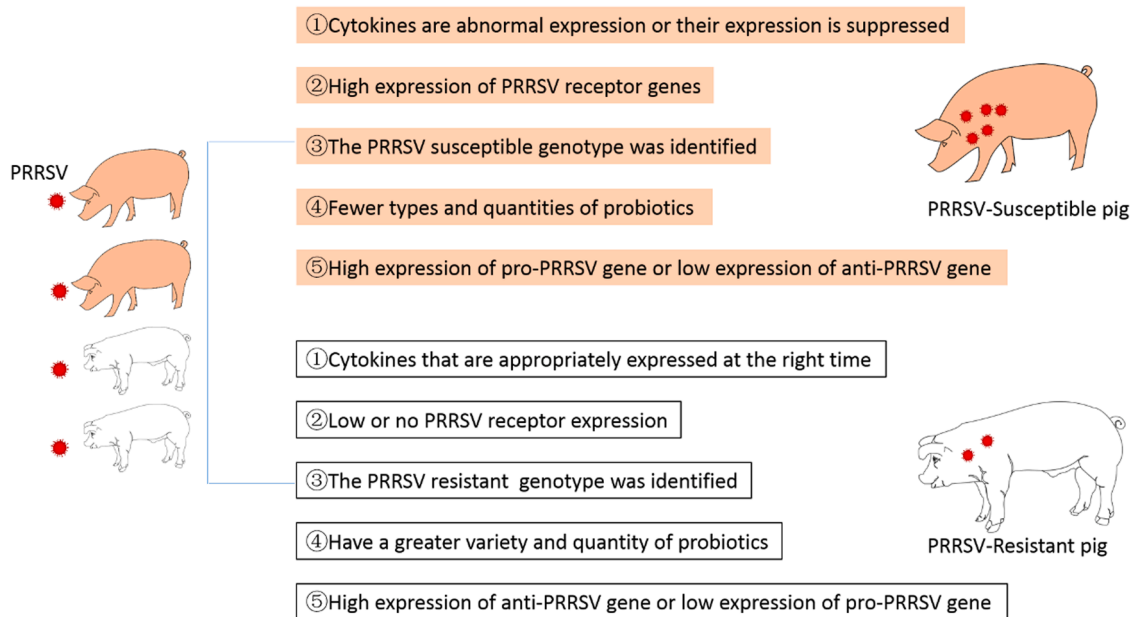 ①Cytokines are abnormal expression or their expression is suppressed
②High expression of PRRSV receptor genes
③The PRRSV susceptible genotype was identified
PRRSV
④Fewer types and quantities of probiotics
PRRSV-Susceptible pig
⑤High expression of pro-PRRSV gene or low expression of anti-PRRSV gene
①Cytokines that are appropriately expressed at the right time
②Low or no PRRSV receptor expression
③The PRRSV resistant genotype was identified
④Have a greater variety and quantity of probiotics
PRRSV-Resistant pig
⑤High expression of anti-PRRSV gene or low expression of pro-PRRSV gene